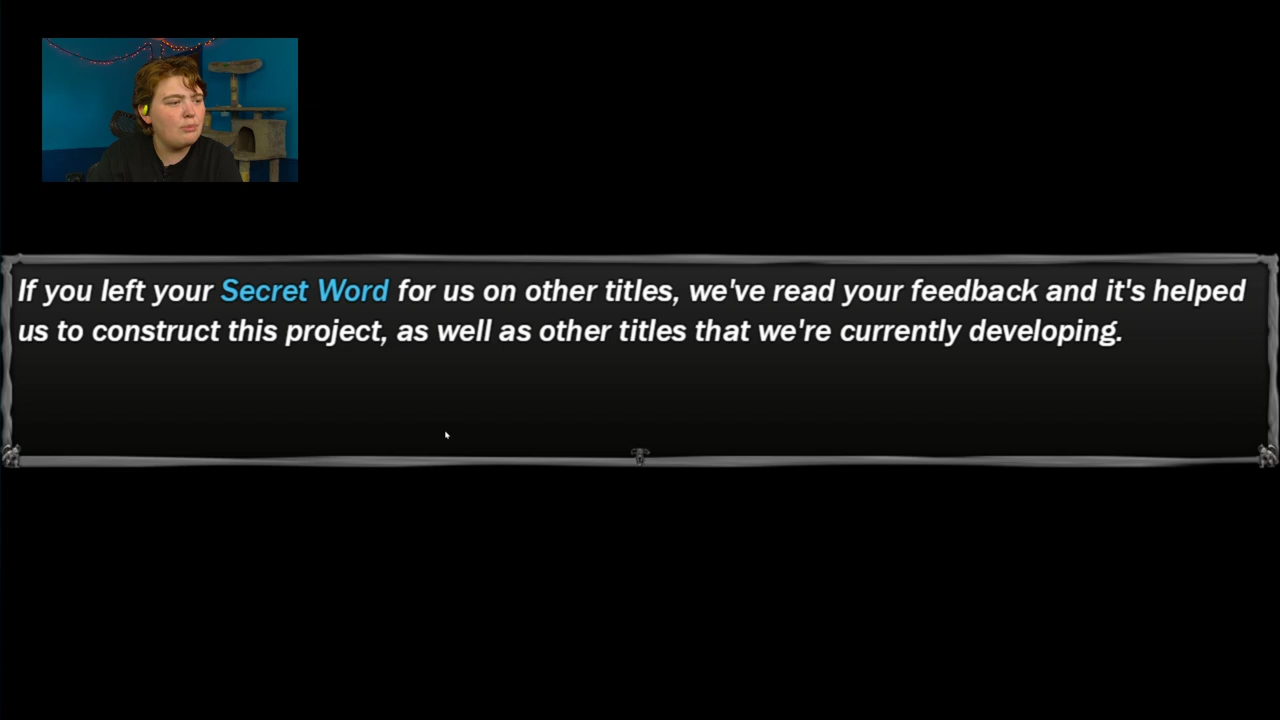 If you left your Secret Word for us on other titles, we've read your feedback and it's helped
us to construct this project, as well as other titles that we're currently developing.